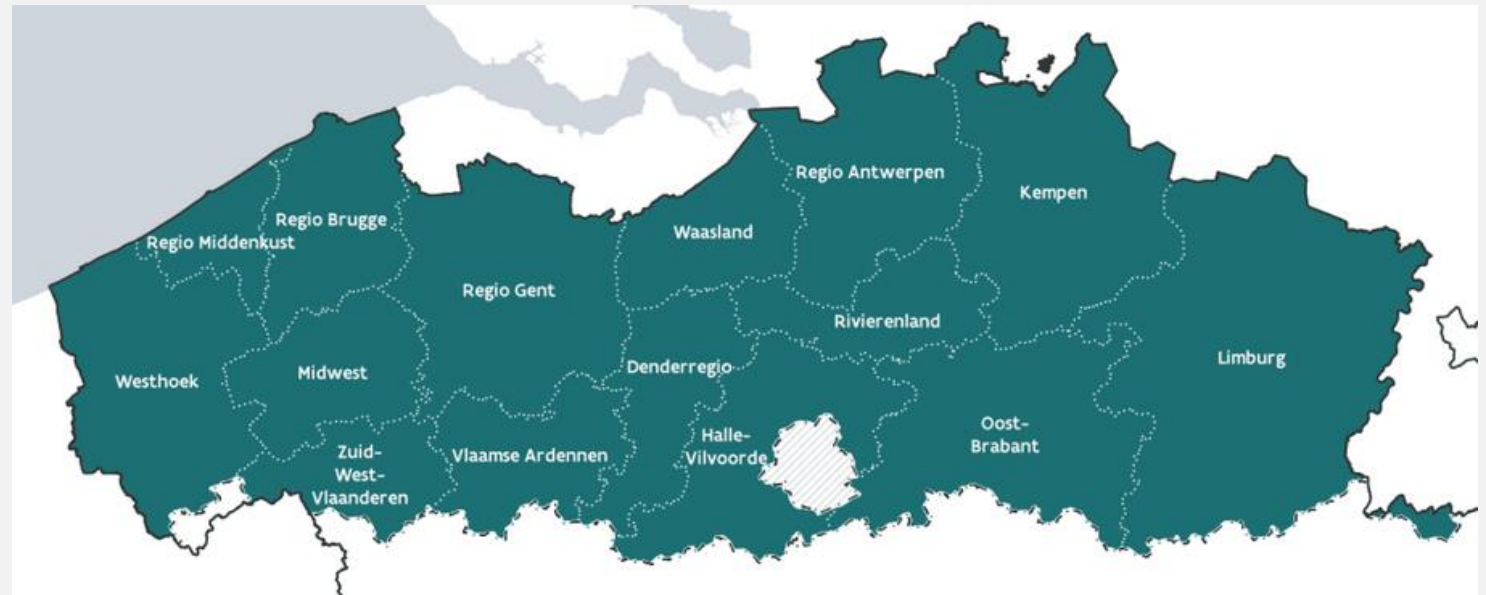 Regio Antwerpen
Kempen
Regio Brugge
Waasland
Regio Middenkust
Regio Gent
Rivierenland
Limburg
Denderregio
Midwest
Westhoek
Oost-
Brabant
Halle-
Vilvoorde
Zuid-
West-
Vlaanderen
Vlaamse Ardennen